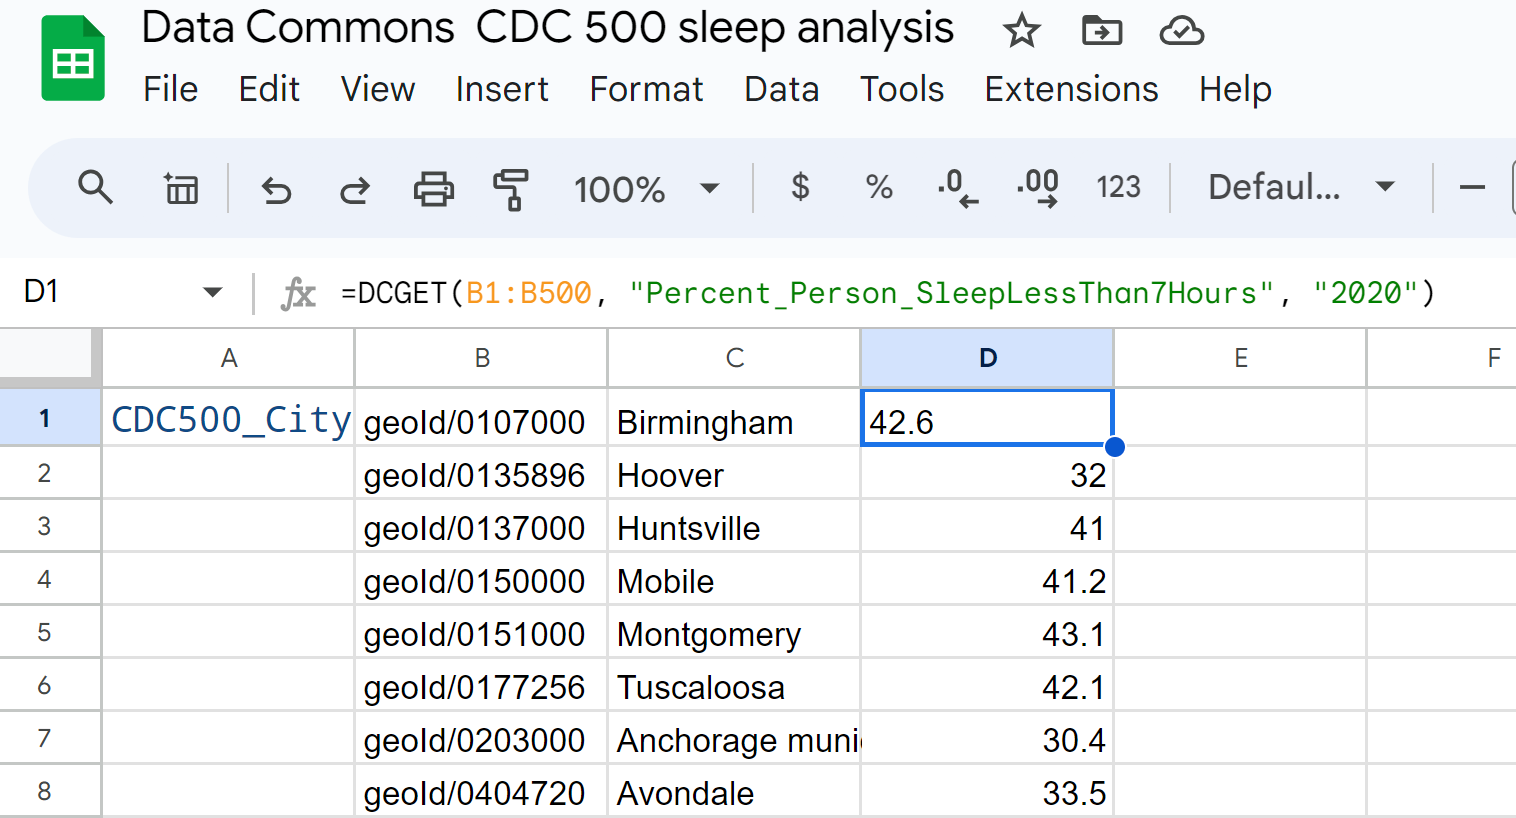 Data Commons  CDC 500 sleep analysis
File Edit View Insert Format Data Tools Extensions Help
100% $ % .0 .00 123 Defaul...
D1 fx =DCGET(B1:B500, "Percent_Person_SleepLessThan7Hours", "2020")
A B C D E F
1 CDC500_City geoId/0107000 Birmingham 42.6
2 geoId/0135896 Hoover 32
3 geoId/0137000 Huntsville 41
4 geoId/0150000 Mobile 41.2
5 geoId/0151000 Montgomery 43.1
6 geoId/0177256 Tuscaloosa 42.1
7 geoId/0203000 Anchorage munic 30.4
8 geoId/0404720 Avondale 33.5